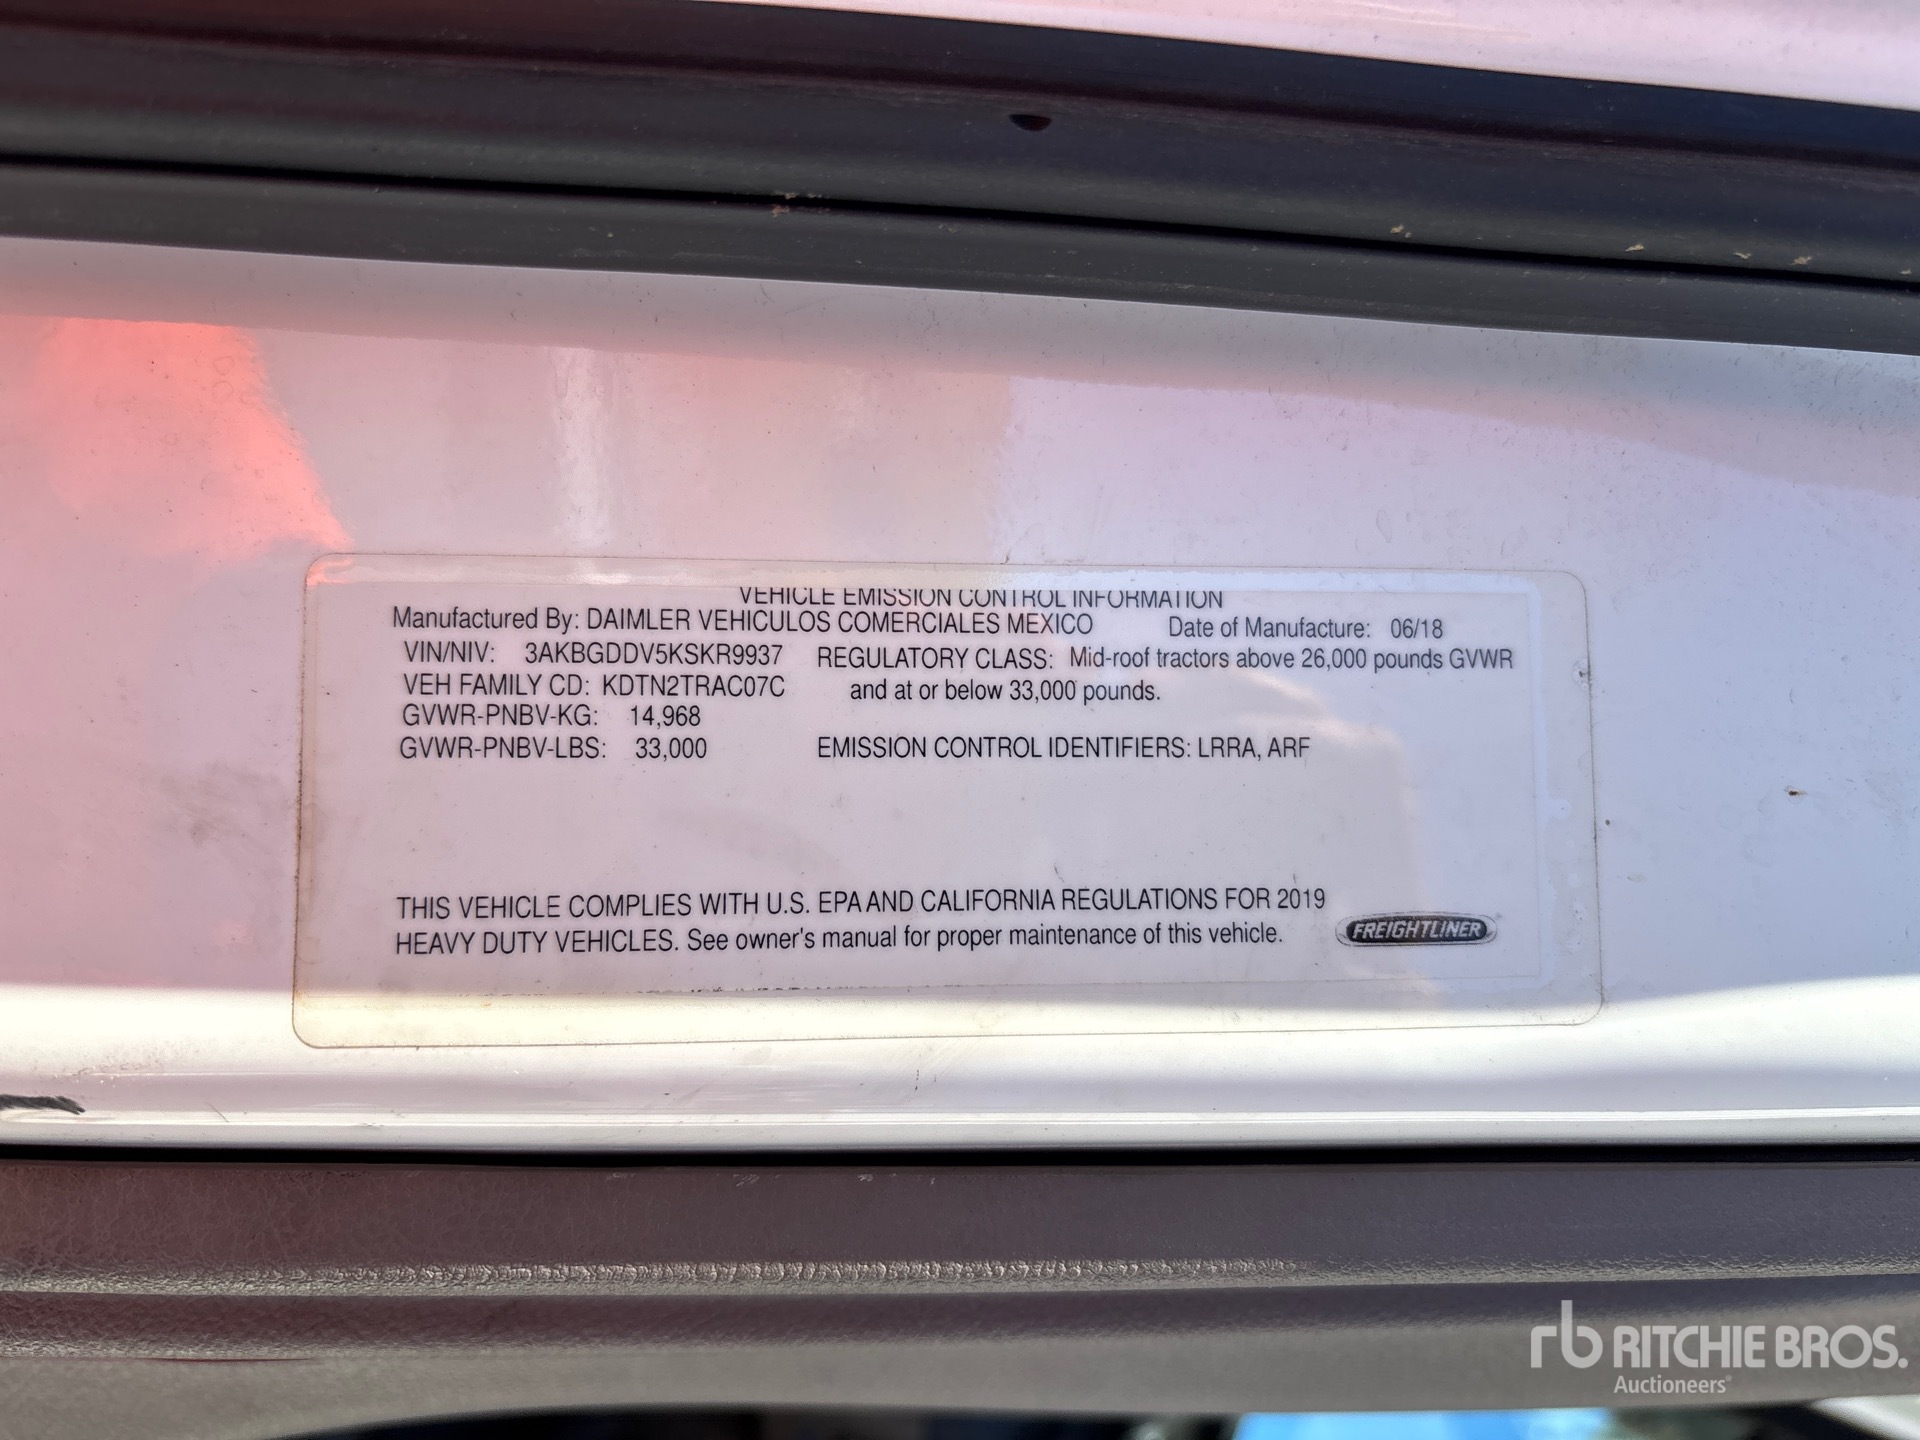 VEHICLE EMISSION CONTROL INFORMATION
Manufactured By: DAIMLER VEHICULOS COMERCIALES MEXICO Date of Manufacture: 06/18
VIN/NIV: 3AKBGDDV5KSKR9937 REGULATORY CLASS: Mid-roof tractors above 26,000 pounds GVWR
VEH FAMILY CD: KDTN2TRAC07C and at or below 33,000 pounds.
GVWR-PNBV-KG: 14,968
GVWR-PNBV-LBS: 33,000 EMISSION CONTROL IDENTIFIERS: LRRA, ARF
THIS VEHICLE COMPLIES WITH U.S. EPA AND CALIFORNIA REGULATIONS FOR 2019
HEAVY DUTY VEHICLES. See owner's manual for proper maintenance of this vehicle.
FREIGHTLINER
rb RITCHIE BROS.
Auctioneers